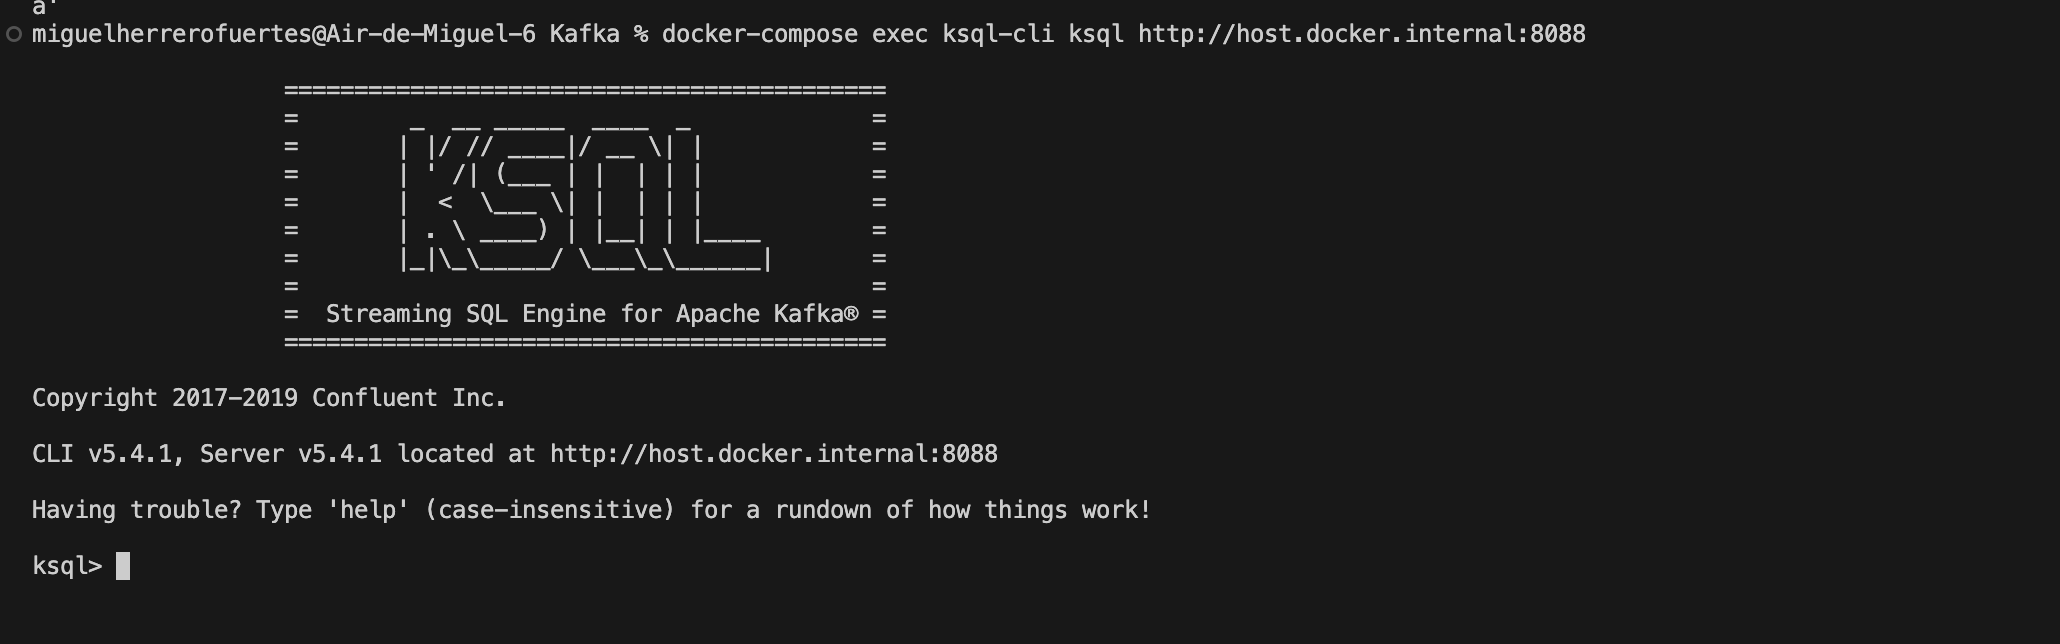 a'
miguelherrerofuertes@Air-de-Miguel-6 Kafka % docker-compose exec ksql-cli ksql http://host.docker.internal:8088
===========================================
=        _  __ _____  ____  _             =
=       | |/ // ____|/ __ \| |            =
=       | ' /| (___ | |  | | |            =
=       |  <  \___ \| |  | | |            =
=       | . \ ____) | |__| | |____        =
=       |_|\_\_____/ \___\_\______|       =
=                                         =
=  Streaming SQL Engine for Apache Kafka® =
===========================================
Copyright 2017-2019 Confluent Inc.
CLI v5.4.1, Server v5.4.1 located at http://host.docker.internal:8088
Having trouble? Type 'help' (case-insensitive) for a rundown of how things work!
ksql>